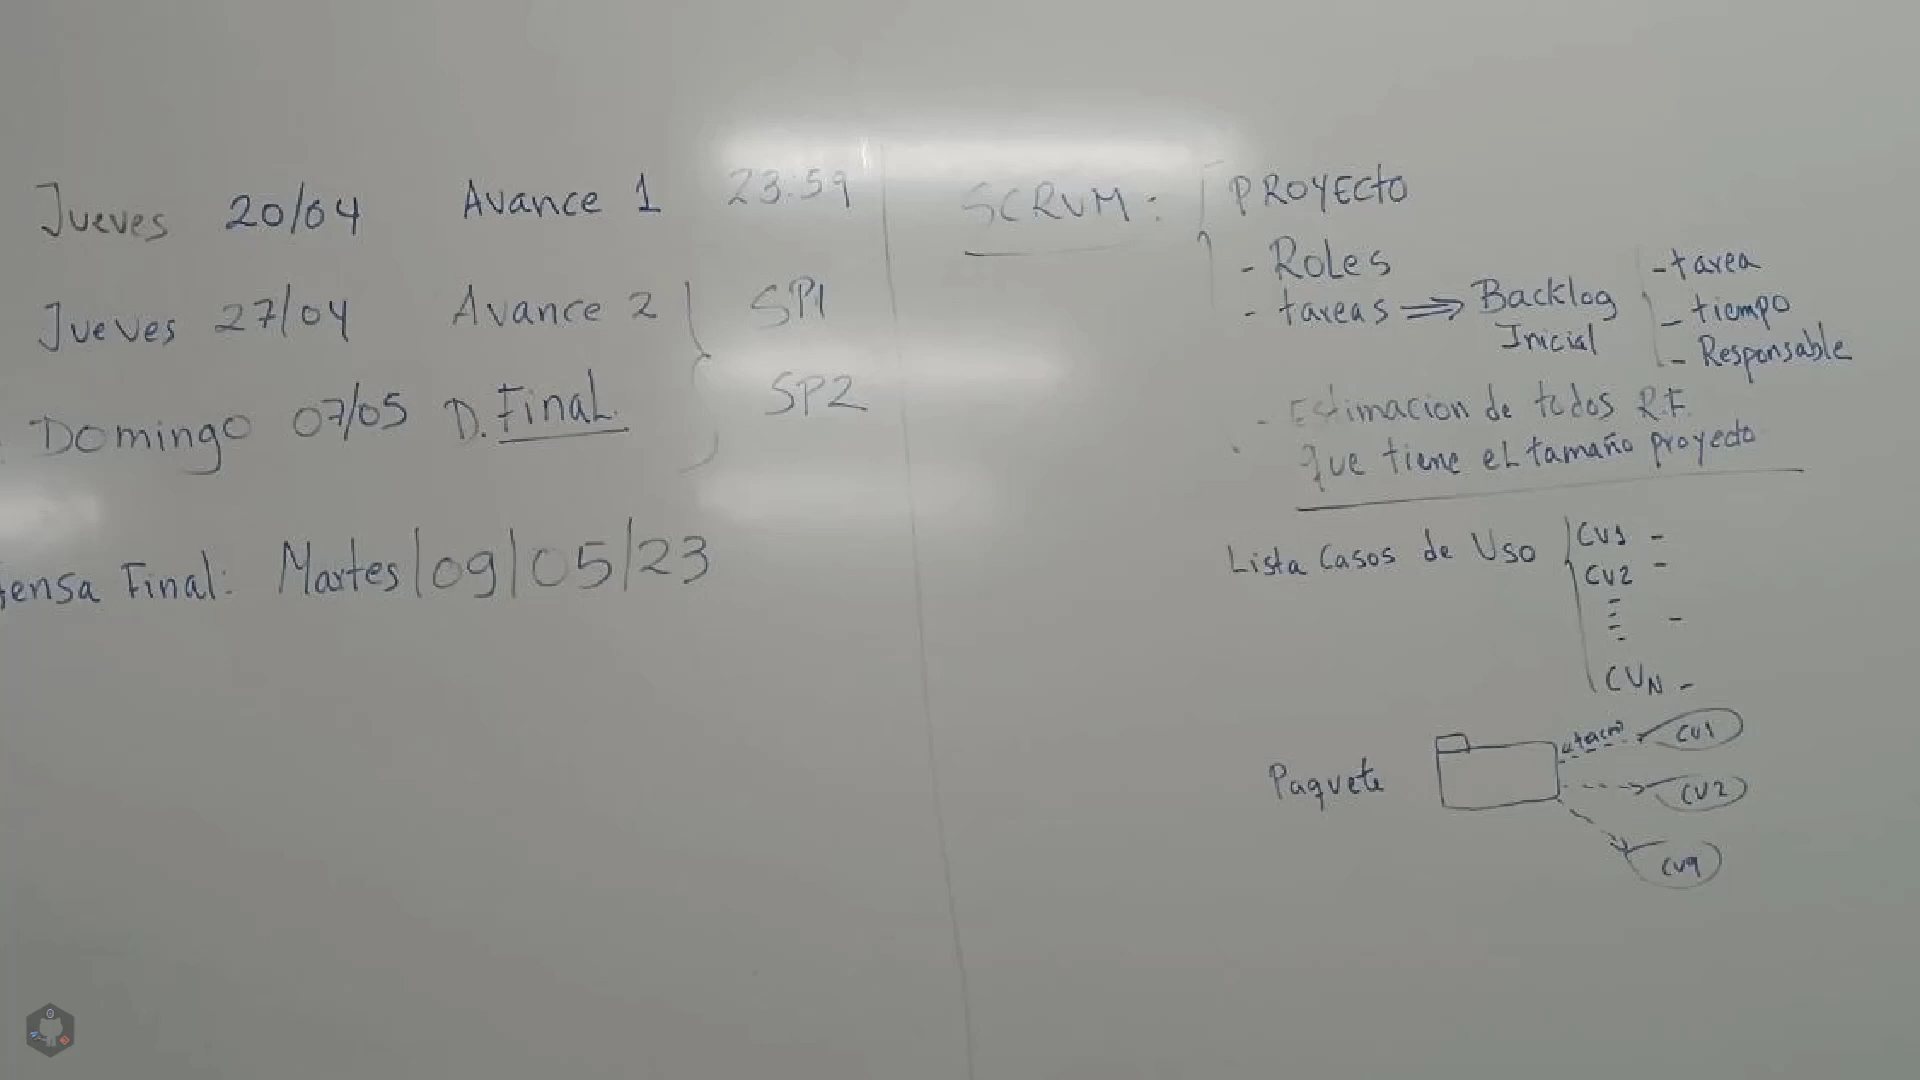 Jueves 20/04 Avance 1 23:59
Jueves 27/04 Avance 2 SP1
Domingo 07/05 D. Final. SP2
ensa Final: Martes/09/05/23
SCRUM: PROYECTO
- Roles
- tareas ⇒ Backlog Inicial
- tarea
- tiempo
- Responsable
- Estimacion de todos R.F.
que tiene el tamaño proyecto
Lista Casos de Uso
CU1 -
CU2 -
CUN -
Paquete
CU1
CU2
CU9